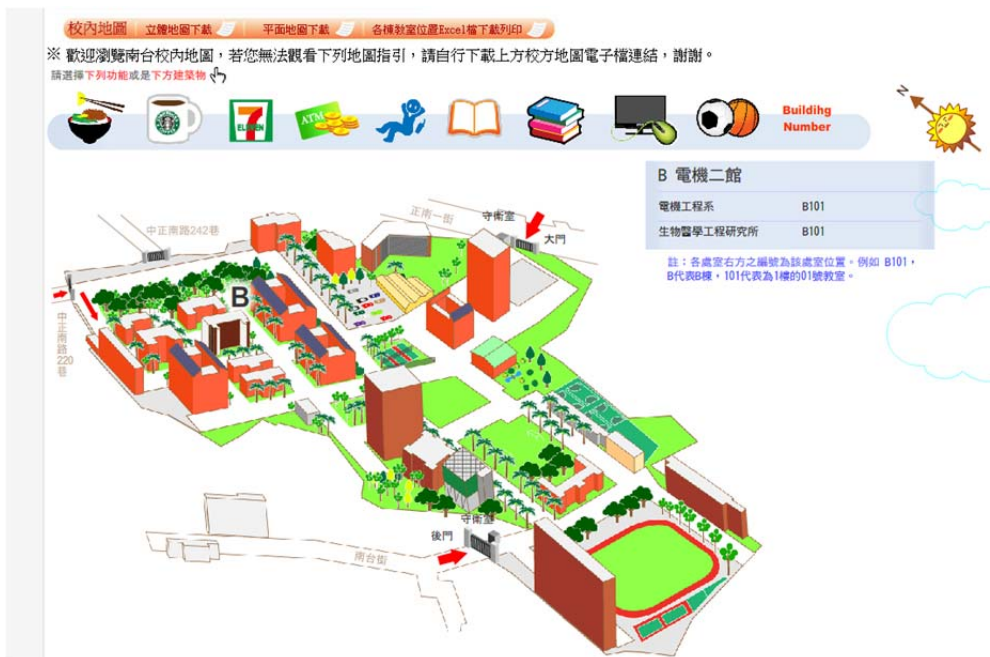 校內地圖 立體地圖下載 平面地圖下載 各棟教室位置Excel檔下載列印
※ 歡迎瀏覽南台校內地圖，若您無法觀看下列地圖指引，請自行下載上方校方地圖電子檔連結，謝謝。
請選擇下列功能或是下方建築物
7 ELEVEN
ATM
Building
Number
N
B 電機二館
電機工程系 B101
生物醫學工程研究所 B101
註：各處室右方之編號為該處室位置。例如 B101，
B代表B棟，101代表為1樓的01號教室。
正南一街
守衛室
大門
中正南路242巷
B
中正南路220巷
守衛室
後門
南台街